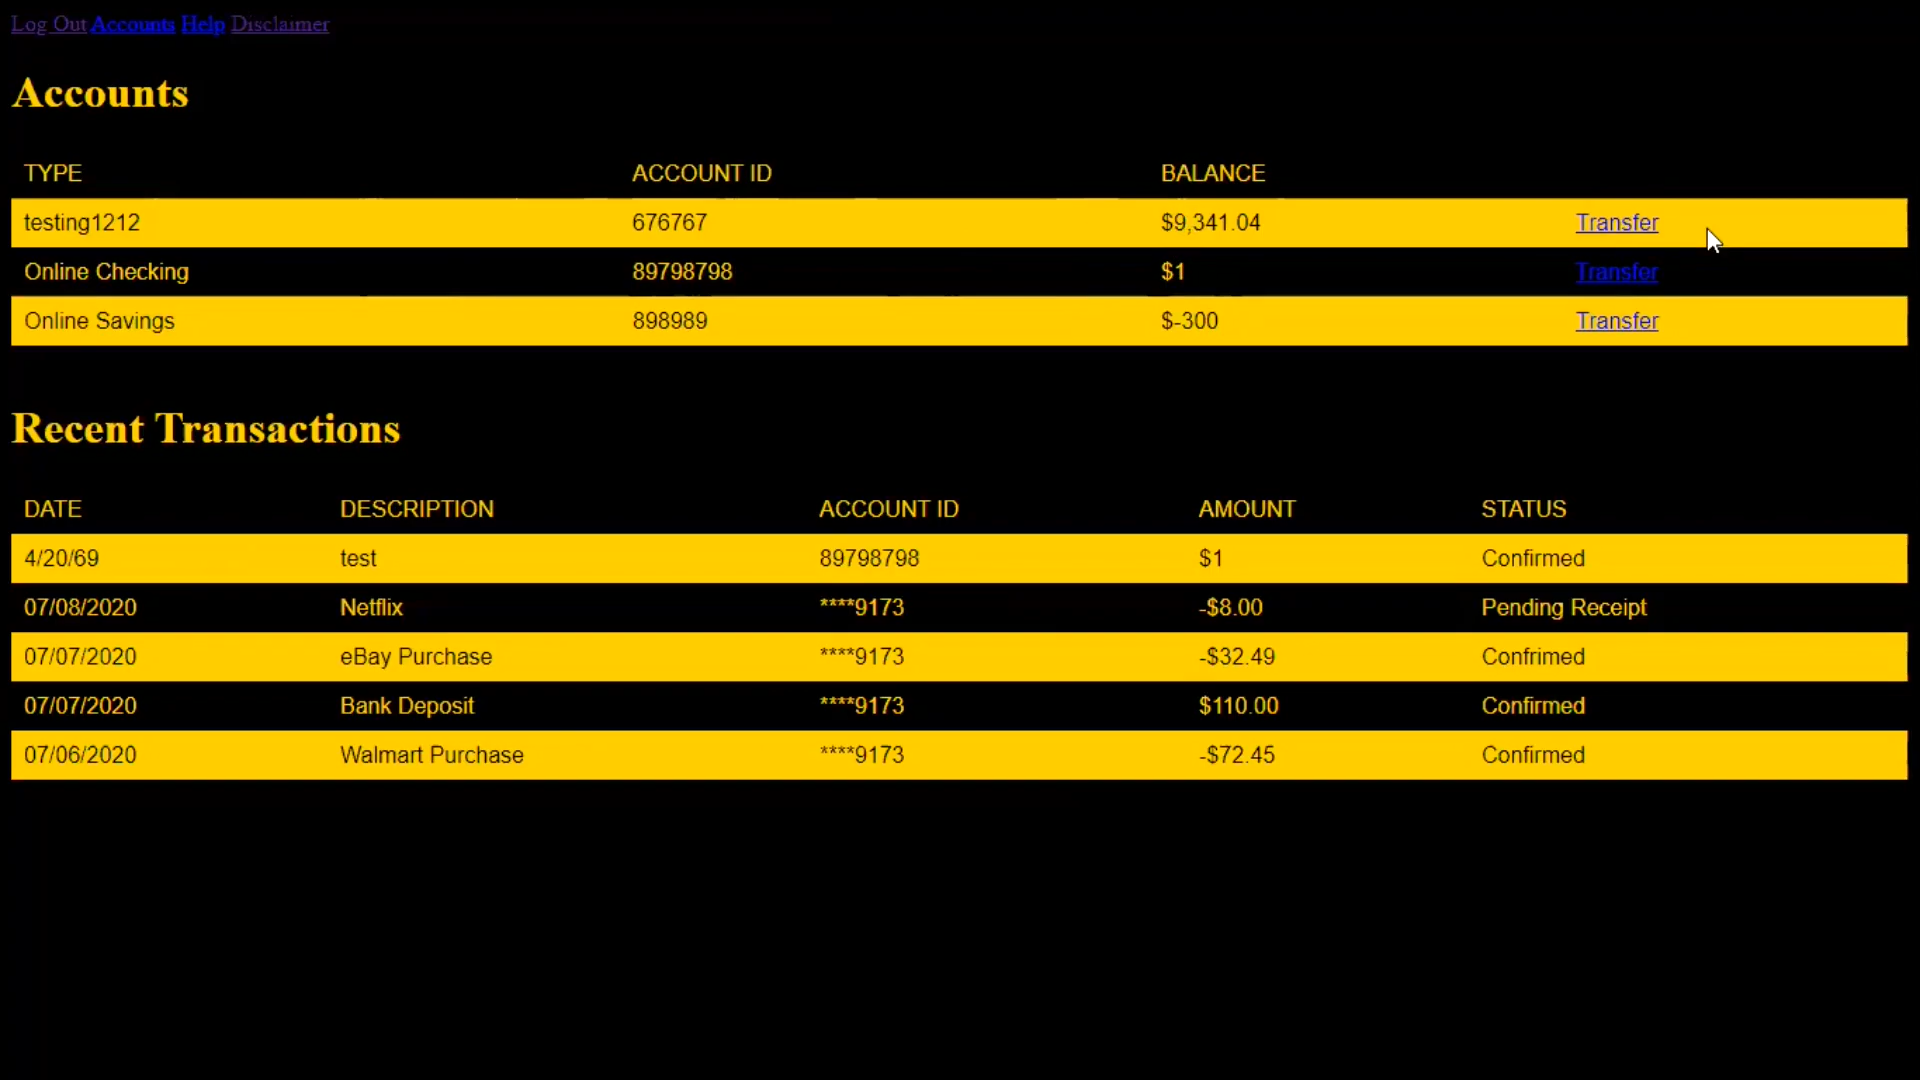 Log Out Accounts Help Disclaimer
Accounts
TYPE ACCOUNT ID BALANCE
testing1212 676767 $9,341.04 Transfer
Online Checking 89798798 $1 Transfer
Online Savings 898989 $-300 Transfer
Recent Transactions
DATE DESCRIPTION ACCOUNT ID AMOUNT STATUS
4/20/69 test 89798798 $1 Confirmed
07/08/2020 Netflix ****9173 -$8.00 Pending Receipt
07/07/2020 eBay Purchase ****9173 -$32.49 Confrimed
07/07/2020 Bank Deposit ****9173 $110.00 Confirmed
07/06/2020 Walmart Purchase ****9173 -$72.45 Confirmed